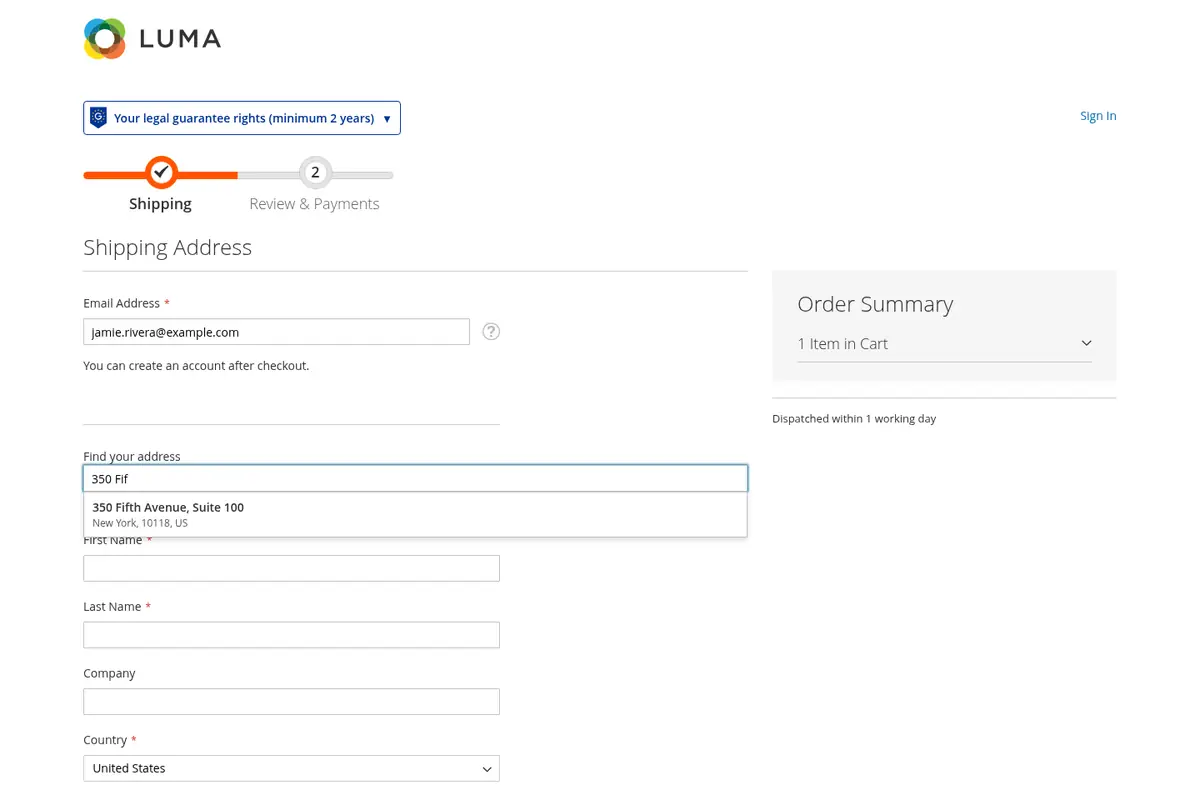 LUMA
Your legal guarantee rights (minimum 2 years) ▼
Sign In
2
Shipping
Review & Payments
Shipping Address
Email Address *
jamie.rivera@example.com
?
You can create an account after checkout.
Order Summary
1 Item in Cart
Dispatched within 1 working day
Find your address
350 Fif
350 Fifth Avenue, Suite 100
New York, 10118, US
First Name *
Last Name *
Company
Country *
United States